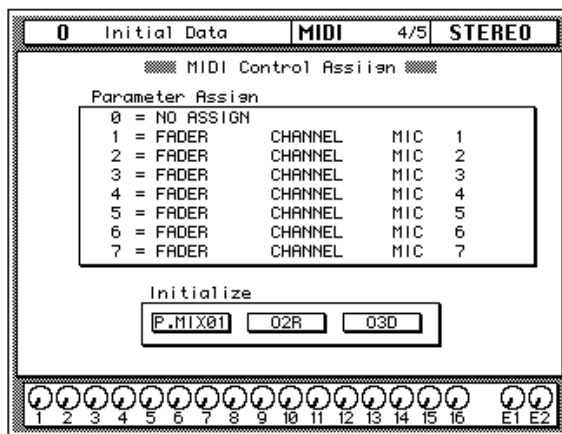 0 Initial Data MIDI 4/5 STEREO
MIDI Control Assiign
Parameter Assign
0 = NO ASSIGN
1 = FADER CHANNEL MIC 1
2 = FADER CHANNEL MIC 2
3 = FADER CHANNEL MIC 3
4 = FADER CHANNEL MIC 4
5 = FADER CHANNEL MIC 5
6 = FADER CHANNEL MIC 6
7 = FADER CHANNEL MIC 7
Initialize
P.MIX01 02R 03D
1 2 3 4 5 6 7 8 9 10 11 12 13 14 15 16 E1 E2